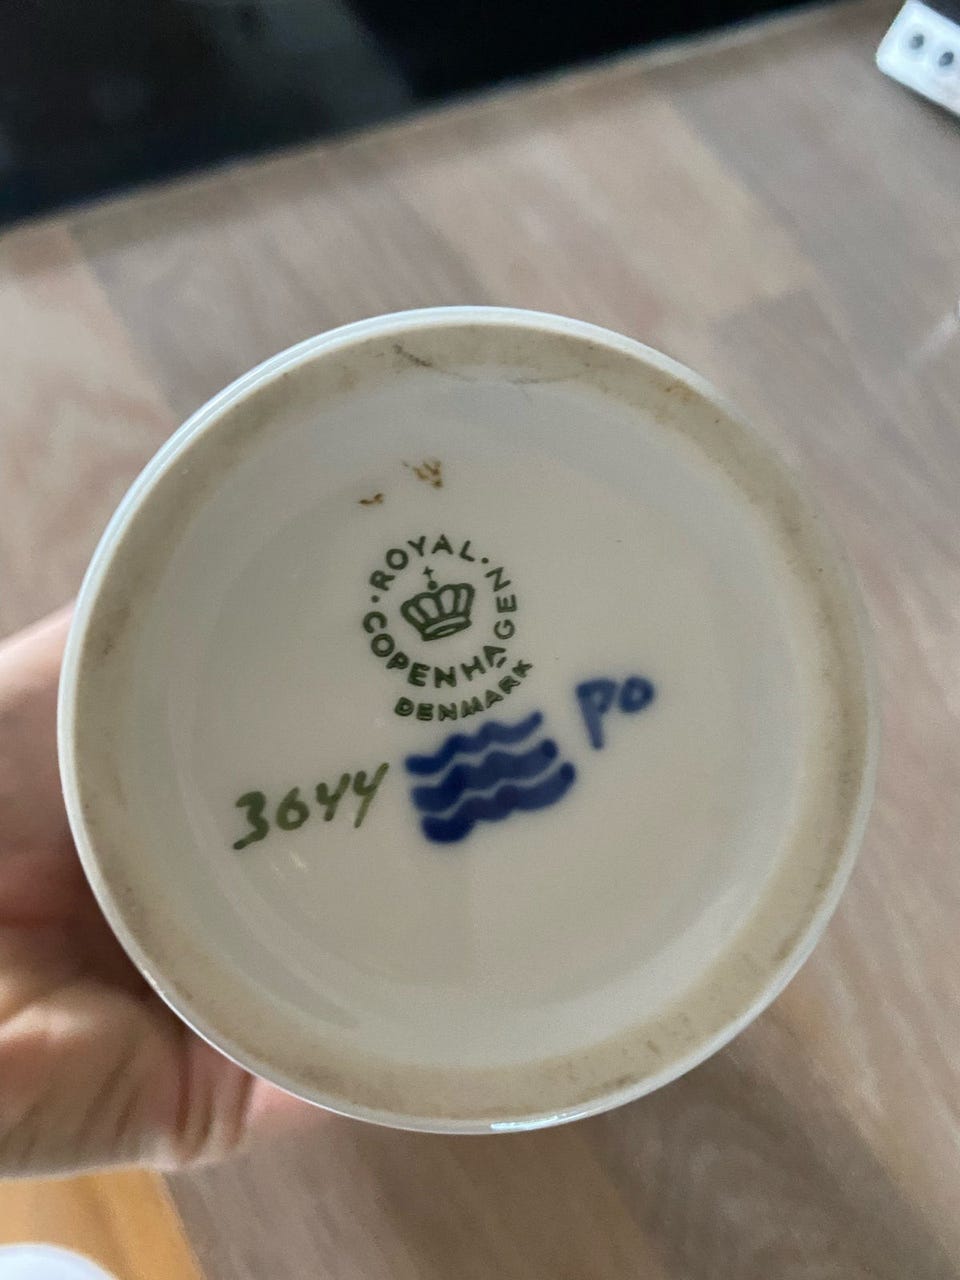 ROYAL
COPENHAGEN
DENMARK
PO
3644